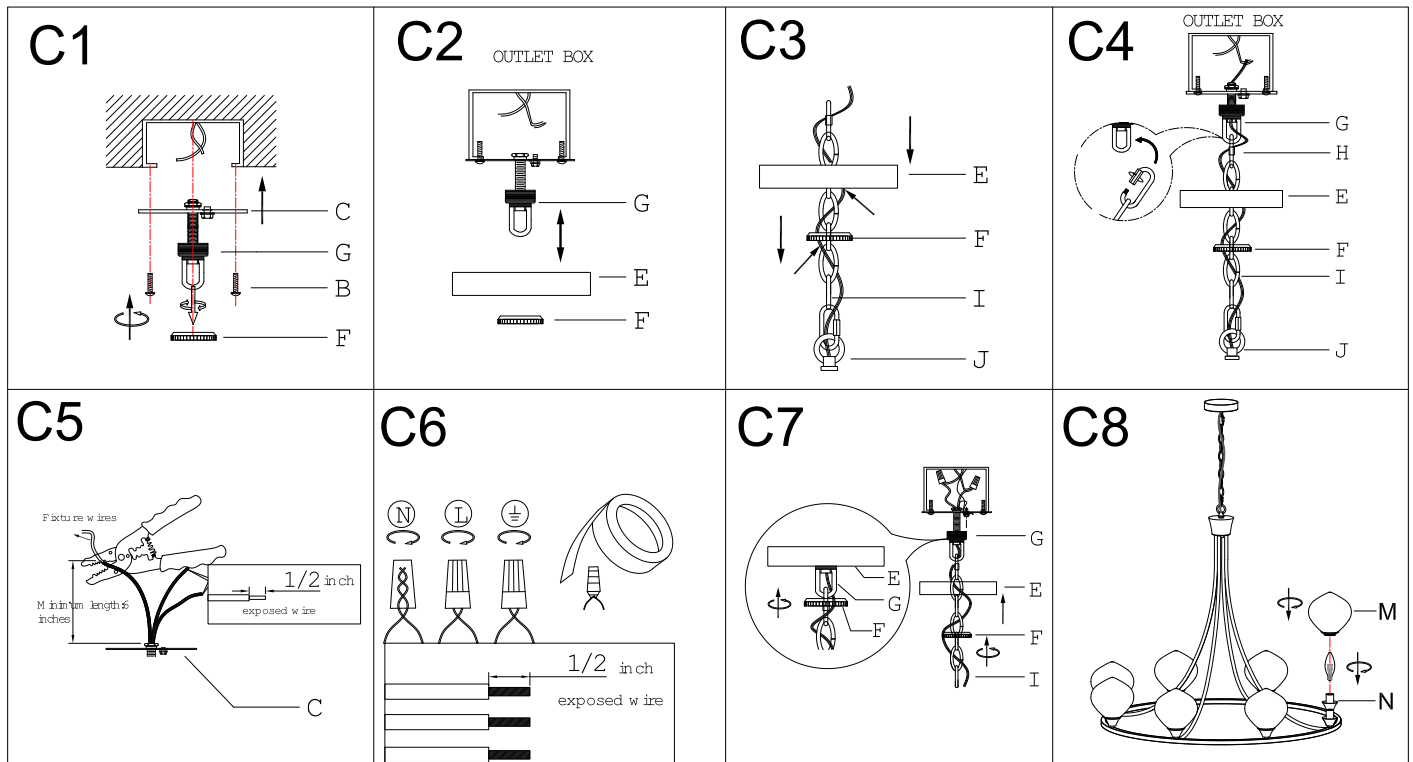 C1
C
G
B
F
C2
OUTLET BOX
G
E
F
C3
E
F
I
J
C4
OUTLET BOX
G
H
E
F
I
J
C5
Fixture wires
Minimum length:6
inches
1/2 inch
exposed wire
C
C6
N
L
1/2 inch
exposed wire
C7
G
E
F
I
E
G
F
C8
M
N